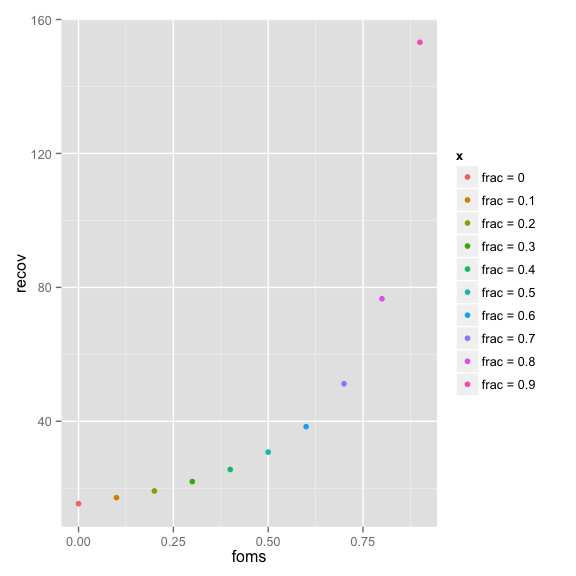 160
120
80
40
recov
0.00
0.25
0.50
0.75
foms
x
frac = 0
frac = 0.1
frac = 0.2
frac = 0.3
frac = 0.4
frac = 0.5
frac = 0.6
frac = 0.7
frac = 0.8
frac = 0.9